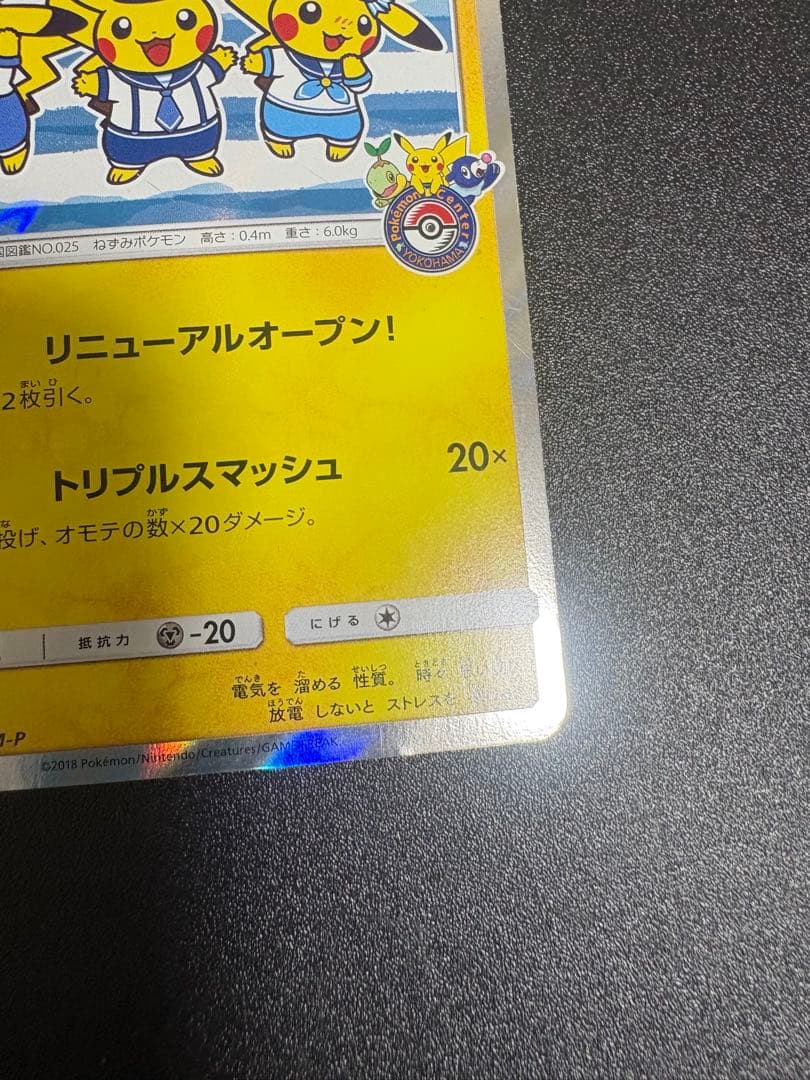 図鑑NO.025 ねずみポケモン 高さ:0.4m 重さ:6.0kg
Pokémon Center
YOKOHAMA
リニューアルオープン!
2枚引く。
まい ひ
トリプルスマッシュ 20×
投げ、オモテの数×20ダメージ。
な かず
抵抗力 -20 にげる
でんき た せいしつ ときどき
電気を 溜める 性質。 時々
ほうでん
放電 しないと ストレスを
-P
©2018 Pokémon/Nintendo/Creatures/GAME FREAK.